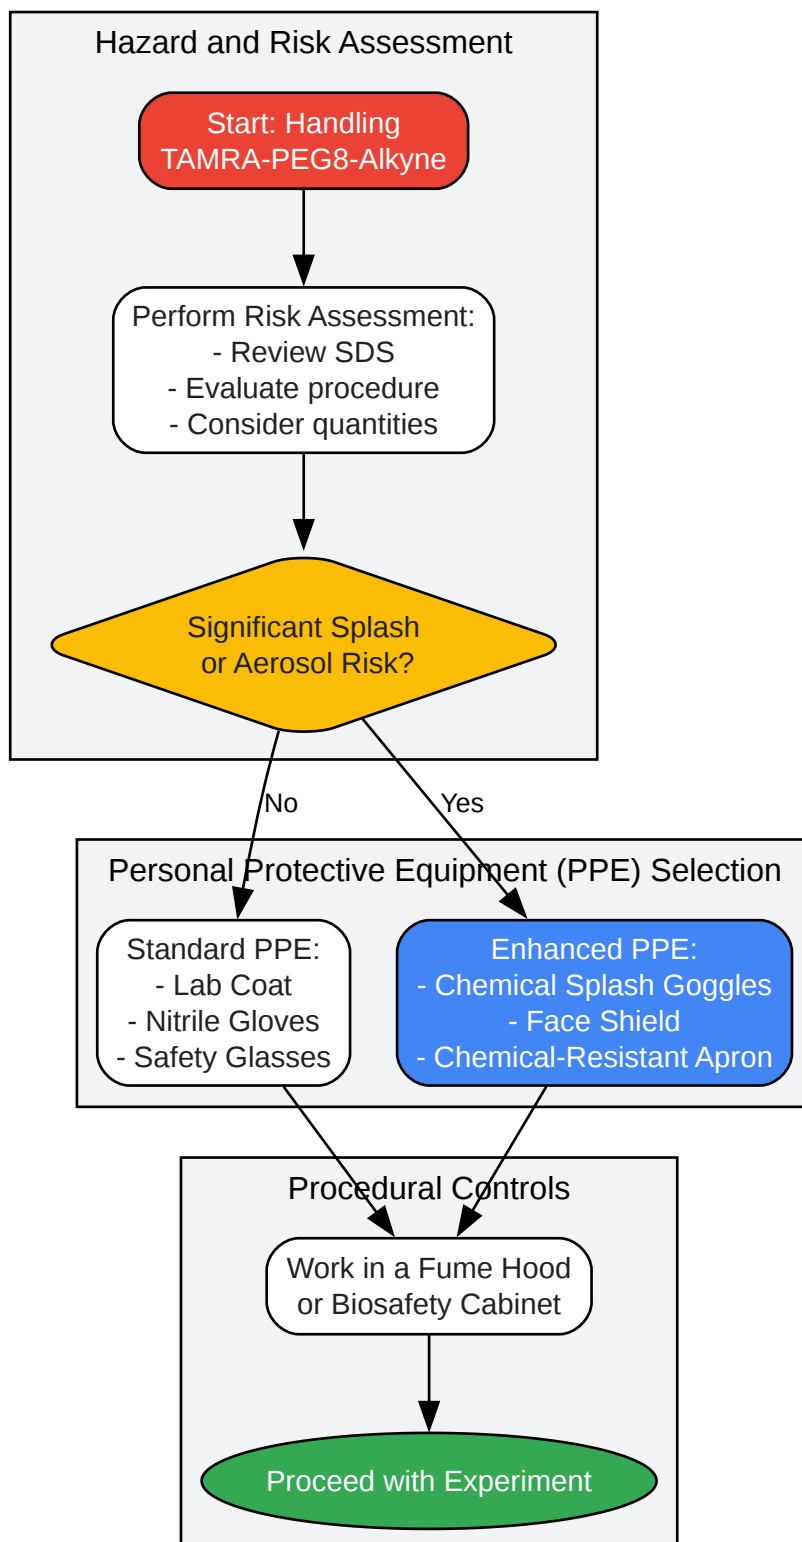 Hazard and Risk Assessment
Start: Handling
TAMRA-PEG8-Alkyne
Perform Risk Assessment:
- Review SDS
- Evaluate procedure
- Consider quantities
Significant Splash
or Aerosol Risk?
No
Yes
Personal Protective Equipment (PPE) Selection
Standard PPE:
- Lab Coat
- Nitrile Gloves
- Safety Glasses
Enhanced PPE:
- Chemical Splash Goggles
- Face Shield
- Chemical-Resistant Apron
Procedural Controls
Work in a Fume Hood
or Biosafety Cabinet
Proceed with Experiment